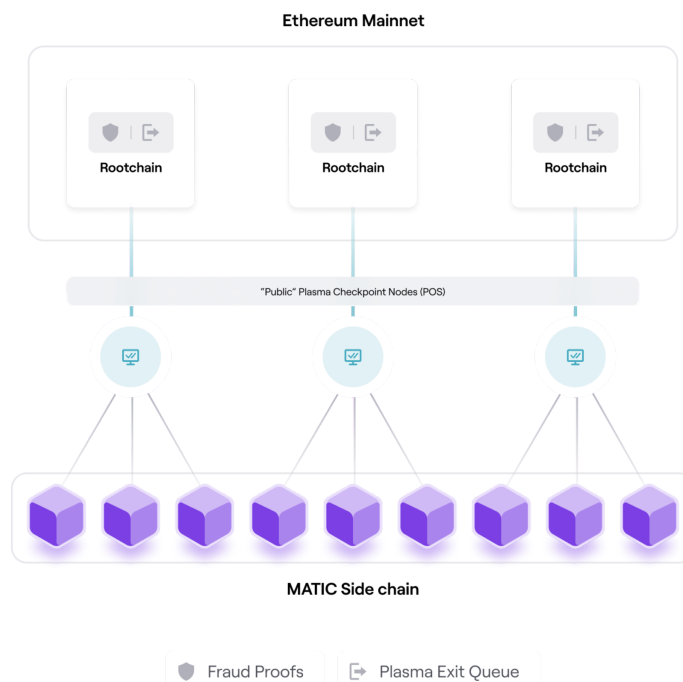 Ethereum Mainnet
Rootchain Rootchain Rootchain
“Public” Plasma Checkpoint Nodes (POS)
MATIC Side chain
Fraud Proofs Plasma Exit Queue